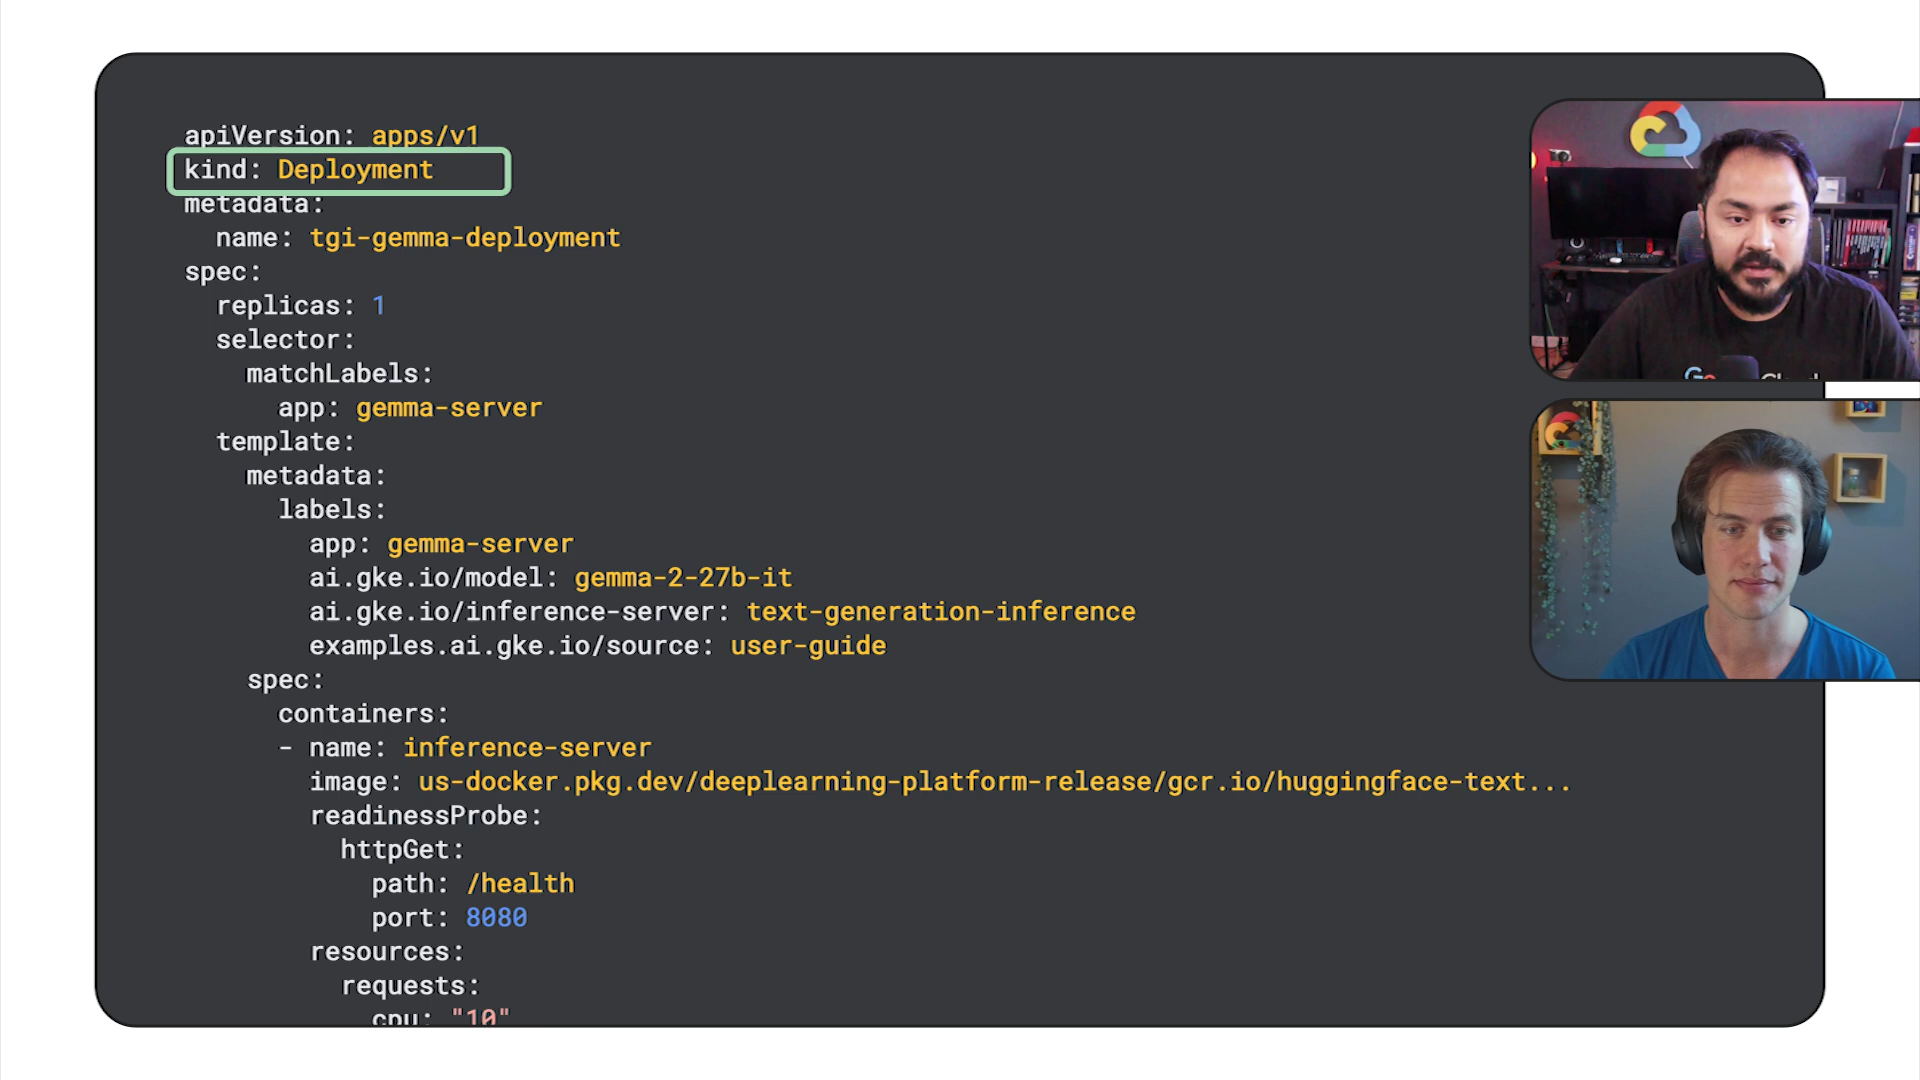 apiVersion: apps/v1
kind: Deployment
metadata:
  name: tgi-gemma-deployment
spec:
  replicas: 1
  selector:
    matchLabels:
      app: gemma-server
  template:
    metadata:
      labels:
        app: gemma-server
        ai.gke.io/model: gemma-2-27b-it
        ai.gke.io/inference-server: text-generation-inference
        examples.ai.gke.io/source: user-guide
    spec:
      containers:
      - name: inference-server
        image: us-docker.pkg.dev/deeplearning-platform-release/gcr.io/huggingface-text...
        readinessProbe:
          httpGet:
            path: /health
            port: 8080
        resources:
          requests:
            cpu: "10"